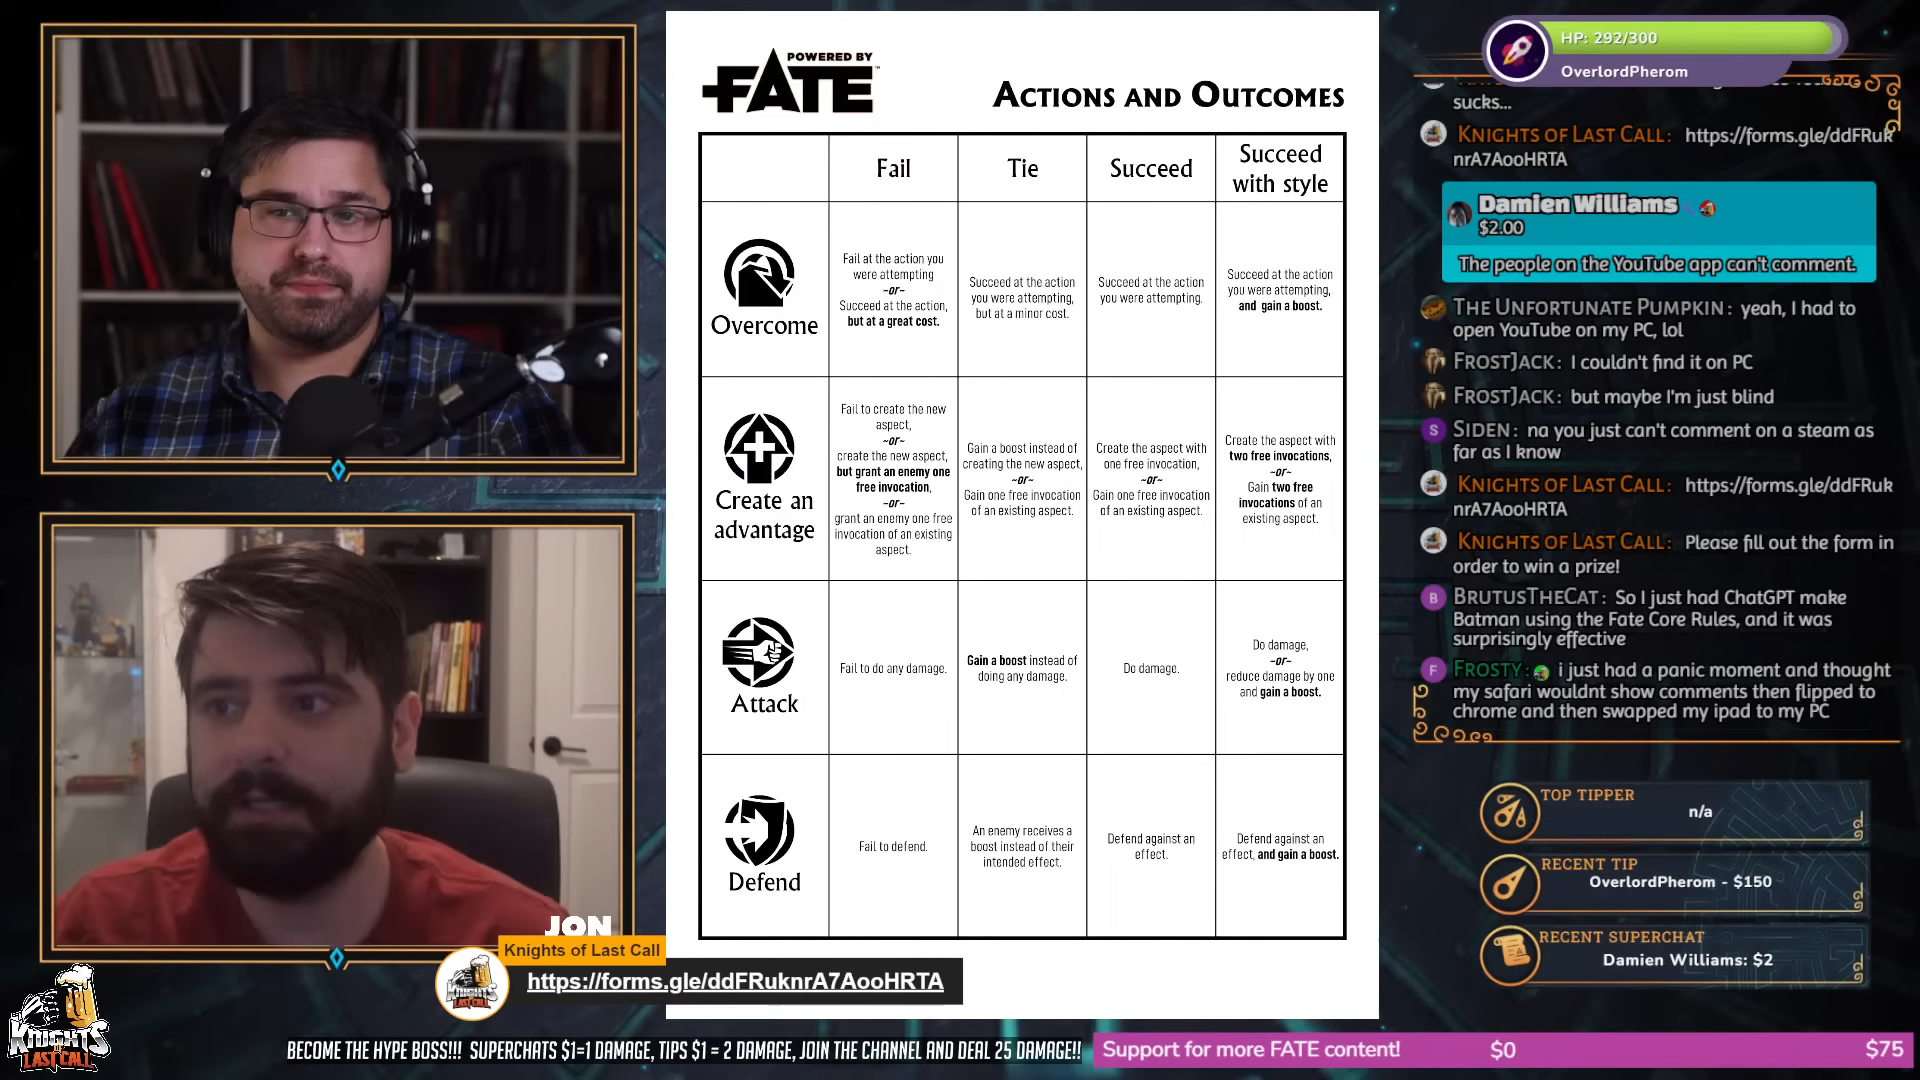 POWERED BY
FATE
ACTIONS AND OUTCOMES
Fail
Tie
Succeed
Succeed
with style
Overcome
Fail at the action you
were attempting
~or~
Succeed at the action,
but at a great cost.
Succeed at the action
you were attempting,
but at a minor cost.
Succeed at the action
you were attempting.
Succeed at the action
you were attempting,
and gain a boost.
Create an
advantage
Fail to create the new
aspect,
~or~
create the new aspect,
but grant an enemy one
free invocation,
~or~
grant an enemy one free
invocation of an existing
aspect.
Gain a boost instead of
creating the new aspect,
~or~
Gain one free invocation
of an existing aspect.
Create the aspect with
one free invocation,
~or~
Gain one free invocation
of an existing aspect.
Create the aspect with
two free invocations,
~or~
Gain two free
invocations of an
existing aspect.
Attack
Fail to do any damage.
Gain a boost instead of
doing any damage.
Do damage.
Do damage,
~or~
reduce damage by one
and gain a boost.
Defend
Fail to defend.
An enemy receives a
boost instead of their
intended effect.
Defend against an
effect.
Defend against an
effect, and gain a boost.
HP: 292/300
OverlordPherom
sucks...
KNIGHTS OF LAST CALL: https://forms.gle/ddFRuk
nrA7AooHRTA
Damien Williams
$2.00
The people on the YouTube app can't comment.
THE UNFORTUNATE PUMPKIN: yeah, I had to
open YouTube on my PC, lol
FROSTJACK: I couldn't find it on PC
FROSTJACK: but maybe I'm just blind
S SIDEN: na you just can't comment on a steam as
far as I know
KNIGHTS OF LAST CALL: https://forms.gle/ddFRuk
nrA7AooHRTA
KNIGHTS OF LAST CALL: Please fill out the form in
order to win a prize!
B BRUTUSTHECAT: So I just had ChatGPT make
Batman using the Fate Core Rules, and it was
surprisingly effective
F FROSTY: i just had a panic moment and thought
my safari wouldnt show comments then flipped to
chrome and then swapped my ipad to my PC
TOP TIPPER
n/a
RECENT TIP
OverlordPherom - $150
RECENT SUPERCHAT
Damien Williams: $2
JON
Knights of Last Call
https://forms.gle/ddFRuknrA7AooHRTA
KNIGHTS
OF
LAST CALL
BECOME THE HYPE BOSS!!! SUPERCHATS $1=1 DAMAGE, TIPS $1 = 2 DAMAGE, JOIN THE CHANNEL AND DEAL 25 DAMAGE!!
Support for more FATE content! $0 $75